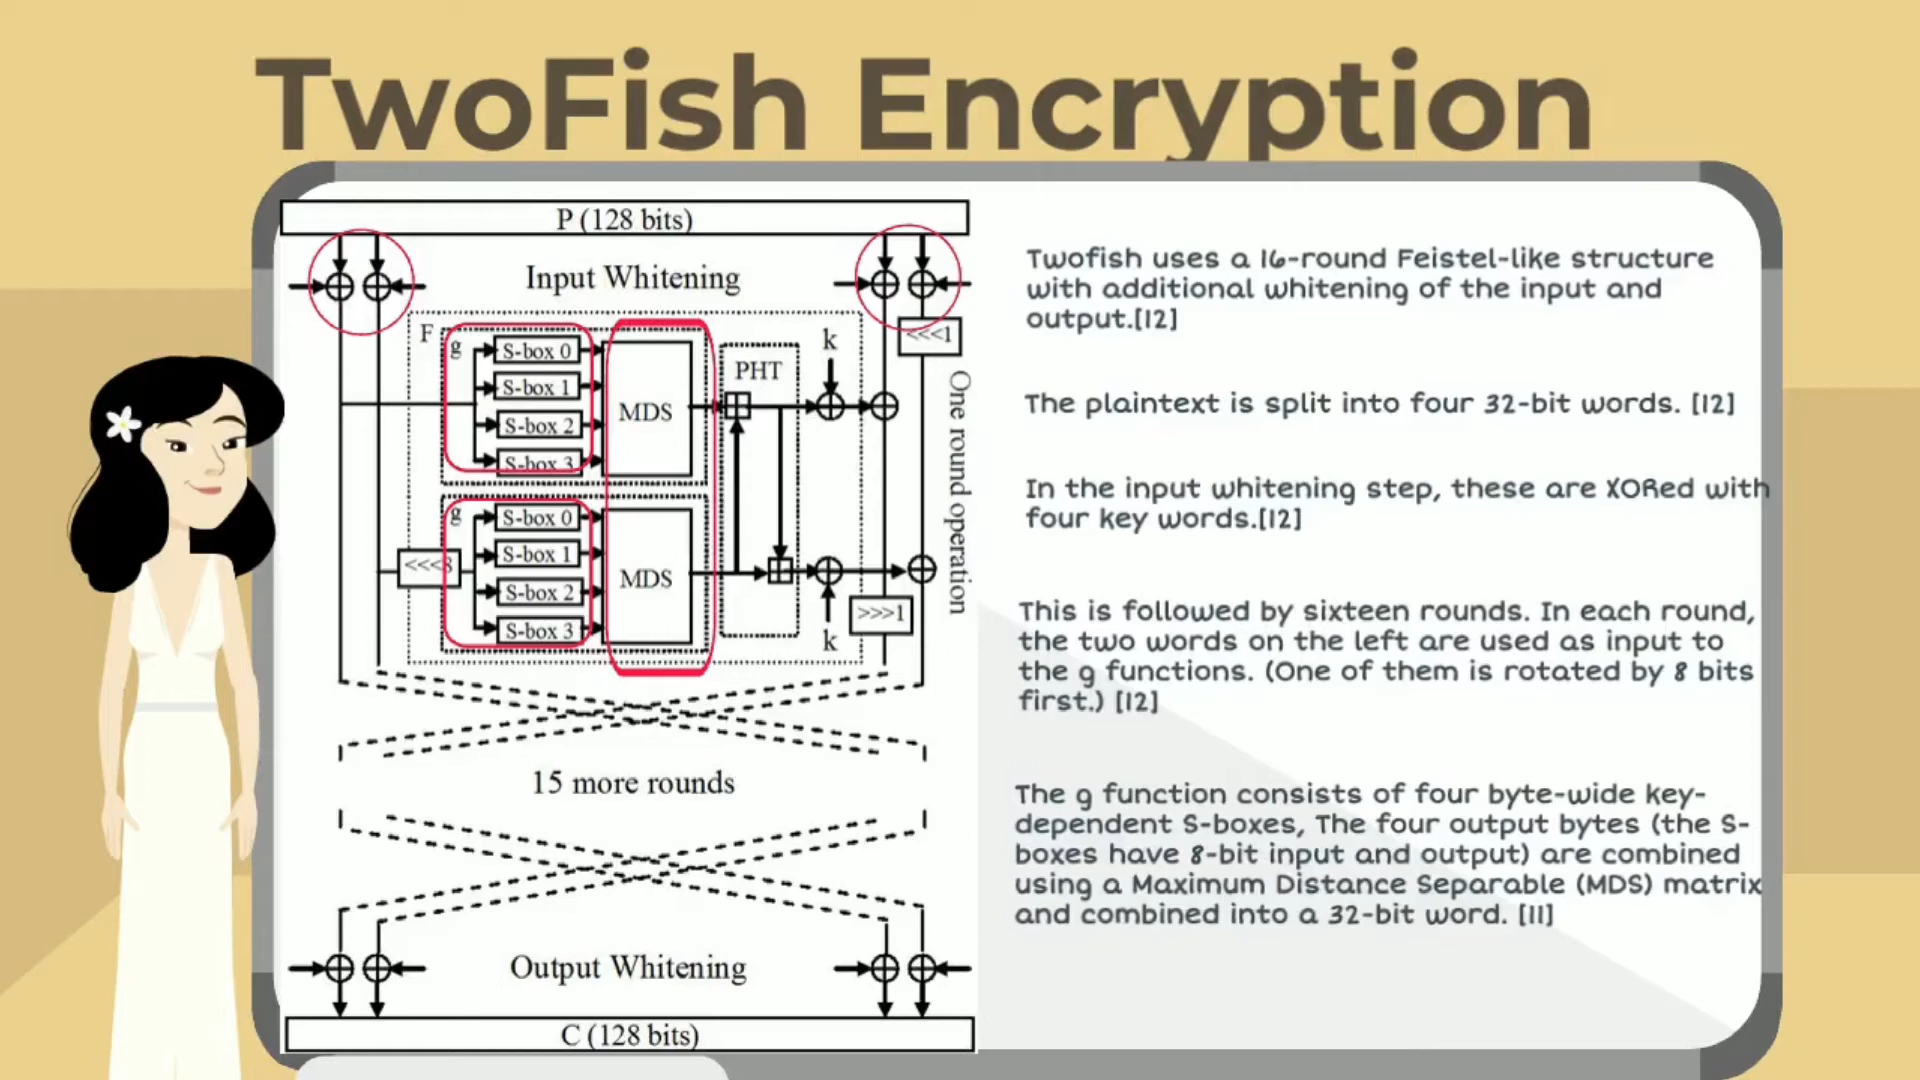 TwoFish Encryption
P (128 bits)
Input Whitening
<<<1
F
g
S-box 0
S-box 1
S-box 2
S-box 3
MDS
PHT
k
One round operation
<<<8
g
S-box 0
S-box 1
S-box 2
S-box 3
MDS
k
>>>1
15 more rounds
Output Whitening
C (128 bits)
Twofish uses a 16-round Feistel-like structure
with additional whitening of the input and
output.[12]
The plaintext is split into four 32-bit words. [12]
In the input whitening step, these are XORed with
four key words.[12]
This is followed by sixteen rounds. In each round,
the two words on the left are used as input to
the g functions. (One of them is rotated by 8 bits
first.) [12]
The g function consists of four byte-wide key-
dependent S-boxes, The four output bytes (the S-
boxes have 8-bit input and output) are combined
using a Maximum Distance Separable (MDS) matrix
and combined into a 32-bit word. [11]